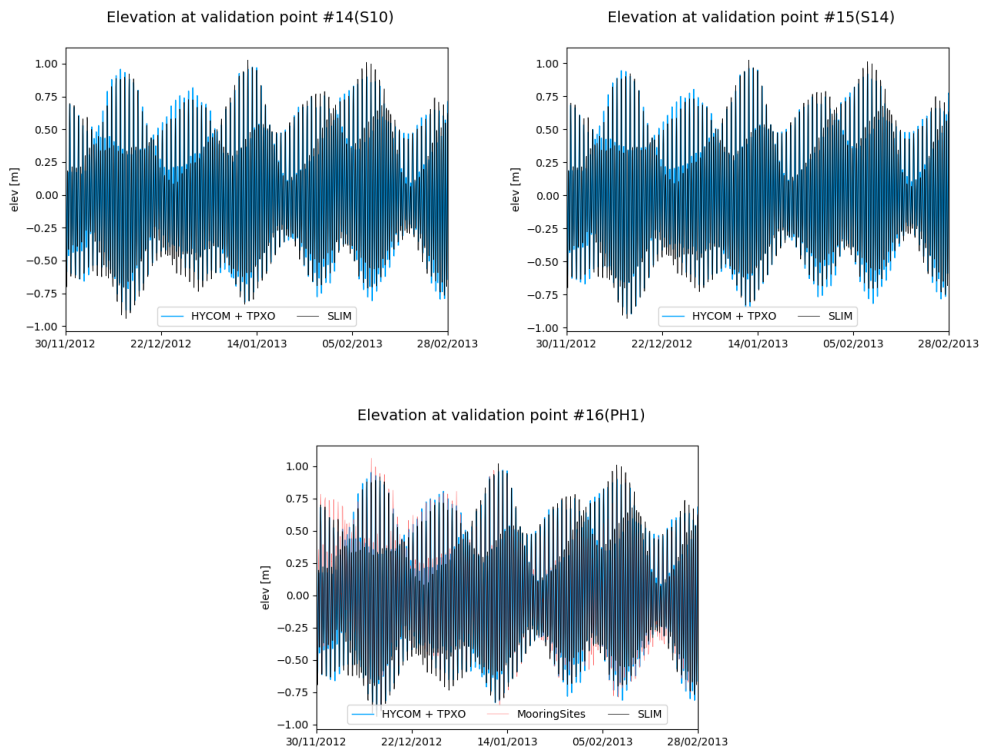 Elevation at validation point #14(S10)
1.00
0.75
0.50
0.25
0.00
−0.25
−0.50
−0.75
−1.00
elev [m]
HYCOM + TPXO SLIM
30/11/2012 22/12/2012 14/01/2013 05/02/2013 28/02/2013
Elevation at validation point #15(S14)
1.00
0.75
0.50
0.25
0.00
−0.25
−0.50
−0.75
−1.00
elev [m]
HYCOM + TPXO SLIM
30/11/2012 22/12/2012 14/01/2013 05/02/2013 28/02/2013
Elevation at validation point #16(PH1)
1.00
0.75
0.50
0.25
0.00
−0.25
−0.50
−0.75
−1.00
elev [m]
HYCOM + TPXO MooringSites SLIM
30/11/2012 22/12/2012 14/01/2013 05/02/2013 28/02/2013